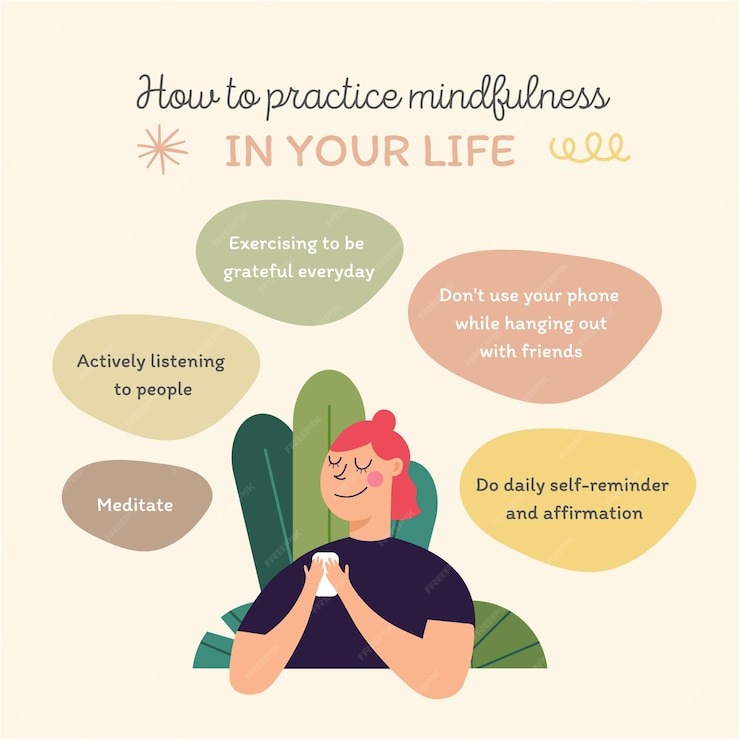 How to practice mindfulness
IN YOUR LIFE
Exercising to be
grateful everyday
Don't use your phone
while hanging out
with friends
Actively listening
to people
Meditate
Do daily self-reminder
and affirmation